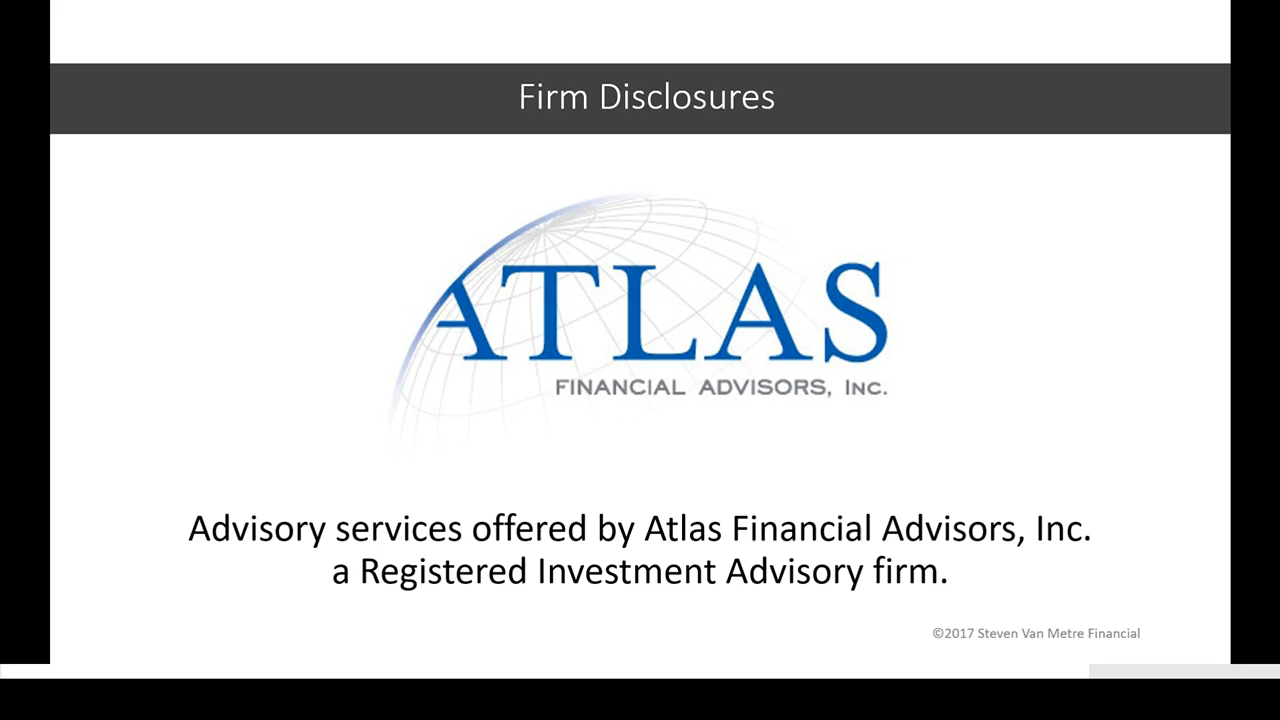 Firm Disclosures
ATLAS
FINANCIAL ADVISORS, INC.
Advisory services offered by Atlas Financial Advisors, Inc.
a Registered Investment Advisory firm.
©2017 Steven Van Metre Financial